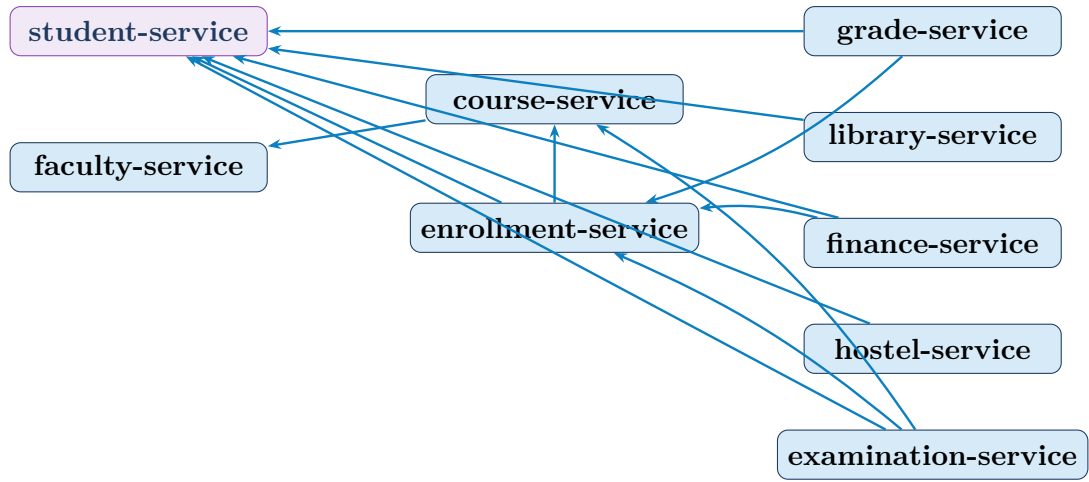 student-service
grade-service
course-service
library-service
faculty-service
enrollment-service
finance-service
hostel-service
examination-service